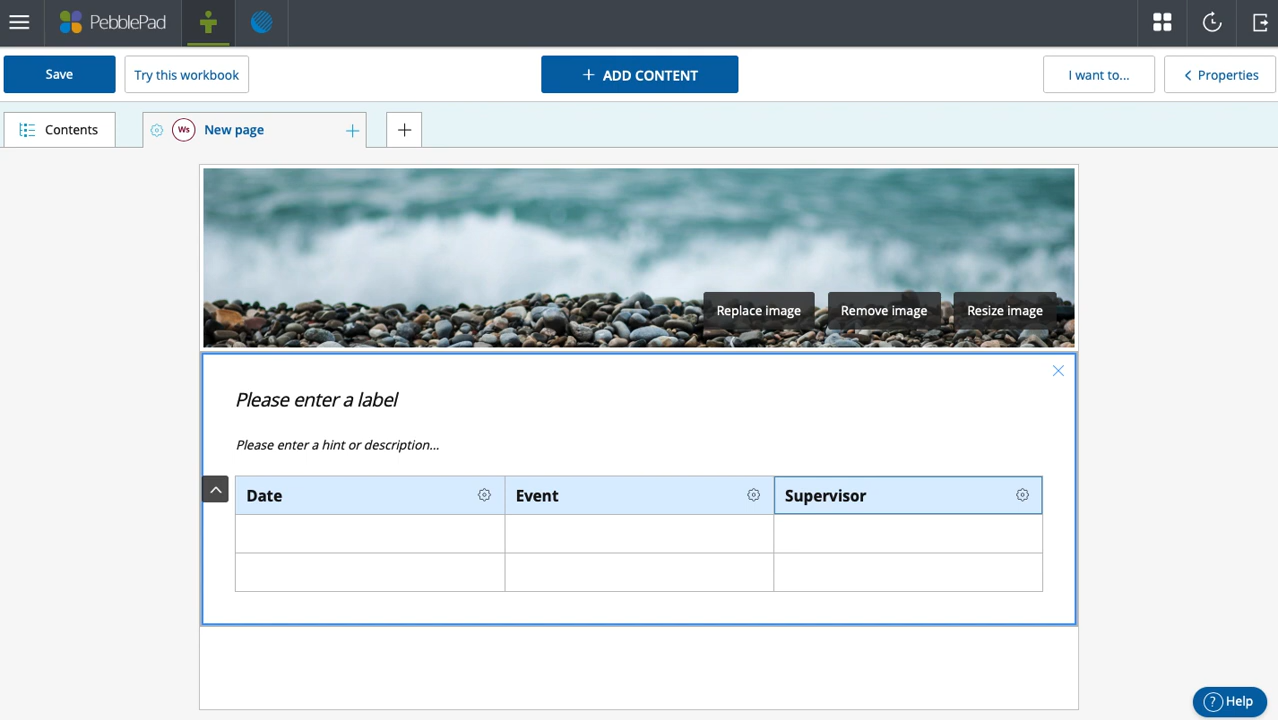 PebblePad
Save
Try this workbook
+ ADD CONTENT
I want to...
< Properties
Contents
Ws
New page
+
+
Replace image
Remove image
Resize image
Please enter a label
Please enter a hint or description...
Date
Event
Supervisor
? Help